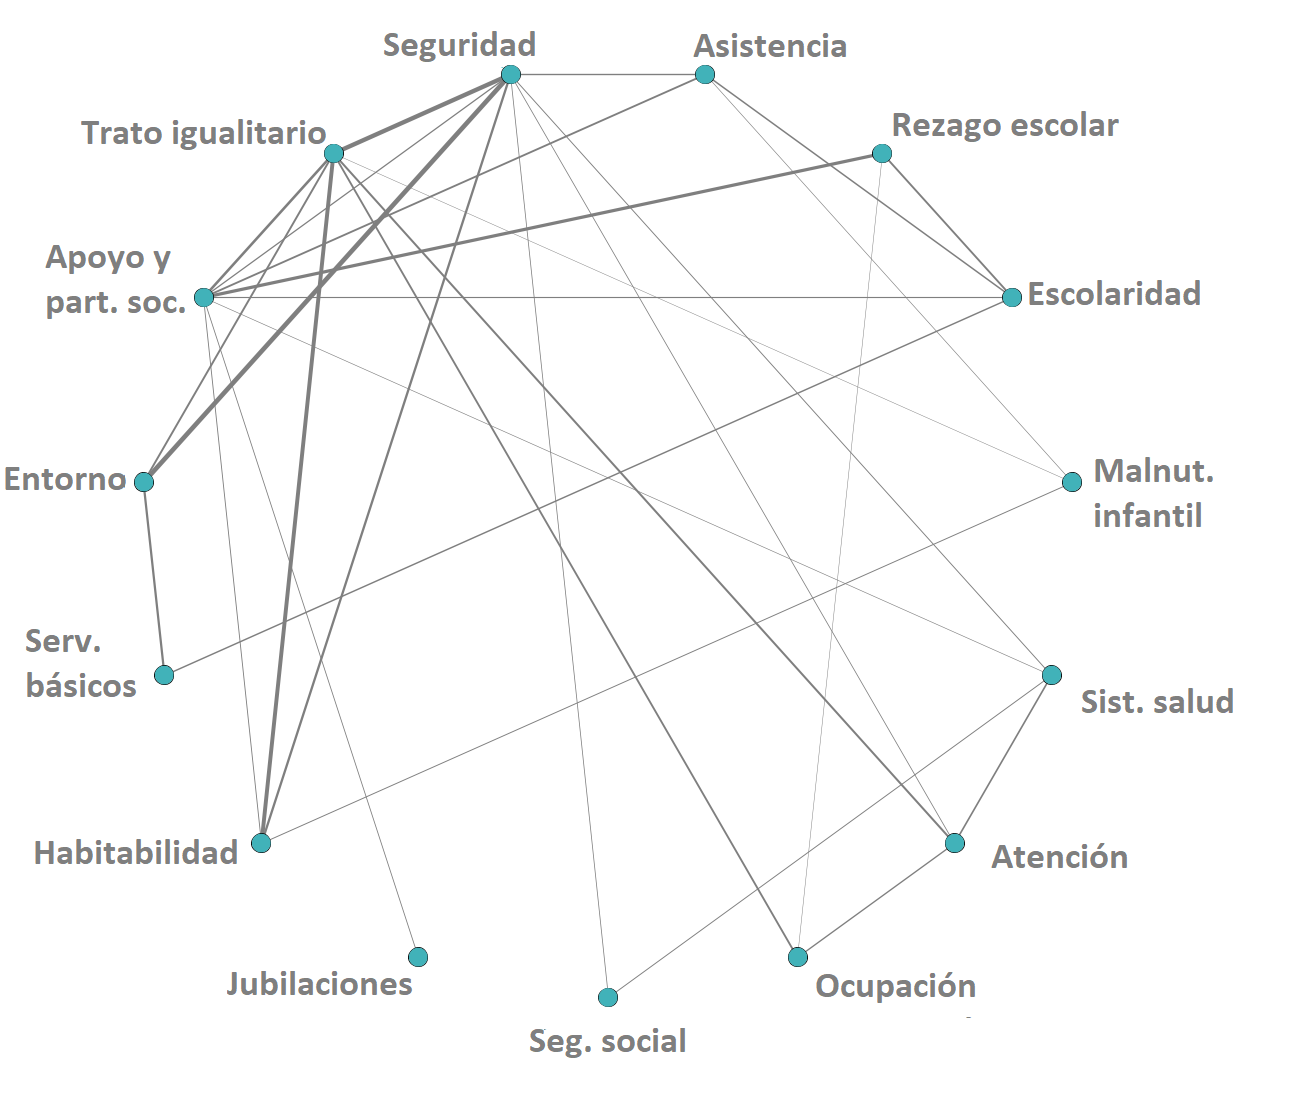 Seguridad
Asistencia
Trato igualitario
Rezago escolar
Apoyo y
part. soc.
Escolaridad
Entorno
Malnut.
infantil
Serv.
básicos
Sist. salud
Habitabilidad
Atención
Jubilaciones
Ocupación
Seg. social